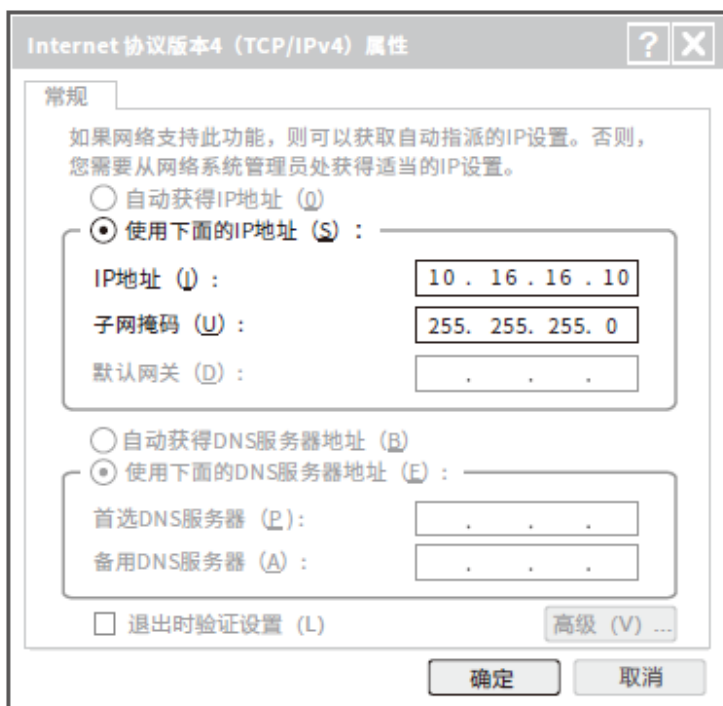 Internet 协议版本4（TCP/IPv4）属性
常规
如果网络支持此功能，则可以获取自动指派的IP设置。否则，
您需要从网络系统管理员处获得适当的IP设置。
自动获得IP地址（0）
使用下面的IP地址（S）：
IP地址（I）： 10 . 16 . 16 . 10
子网掩码（U）： 255. 255. 255. 0
默认网关（D）： . . .
自动获得DNS服务器地址（B）
使用下面的DNS服务器地址（E）：
首选DNS服务器（P）： . . .
备用DNS服务器（A）： . . .
退出时验证设置（L） 高级（V）...
确定 取消